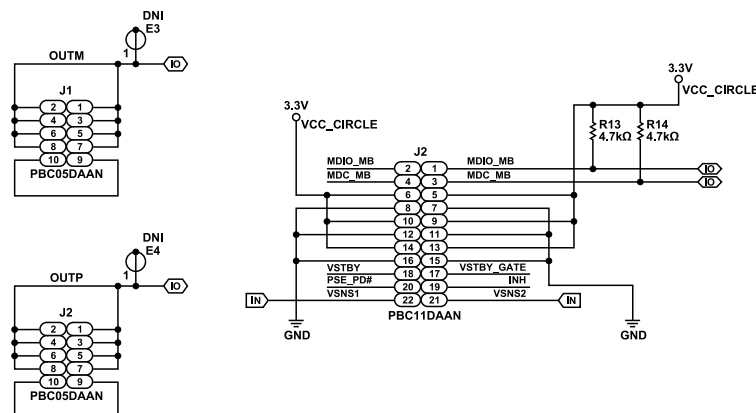 DNI
E3
1
OUTM
IO
J1
2 1
4 3
6 5
8 7
10 9
PBC05DAAN
DNI
E4
1
OUTP
IO
J2
2 1
4 3
6 5
8 7
10 9
PBC05DAAN
3.3V
VCC_CIRCLE
3.3V
VCC_CIRCLE
R13
4.7kΩ
R14
4.7kΩ
J2
MDIO_MB 2 1 MDIO_MB IO
MDC_MB 4 3 MDC_MB IO
6 5
8 7
10 9
12 11
14 13
16 15
VSTBY 18 17 VSTBY_GATE
PSE_PD# 20 19 INH
IN VSNS1 22 21 VSNS2 IN
PBC11DAAN
GND
GND